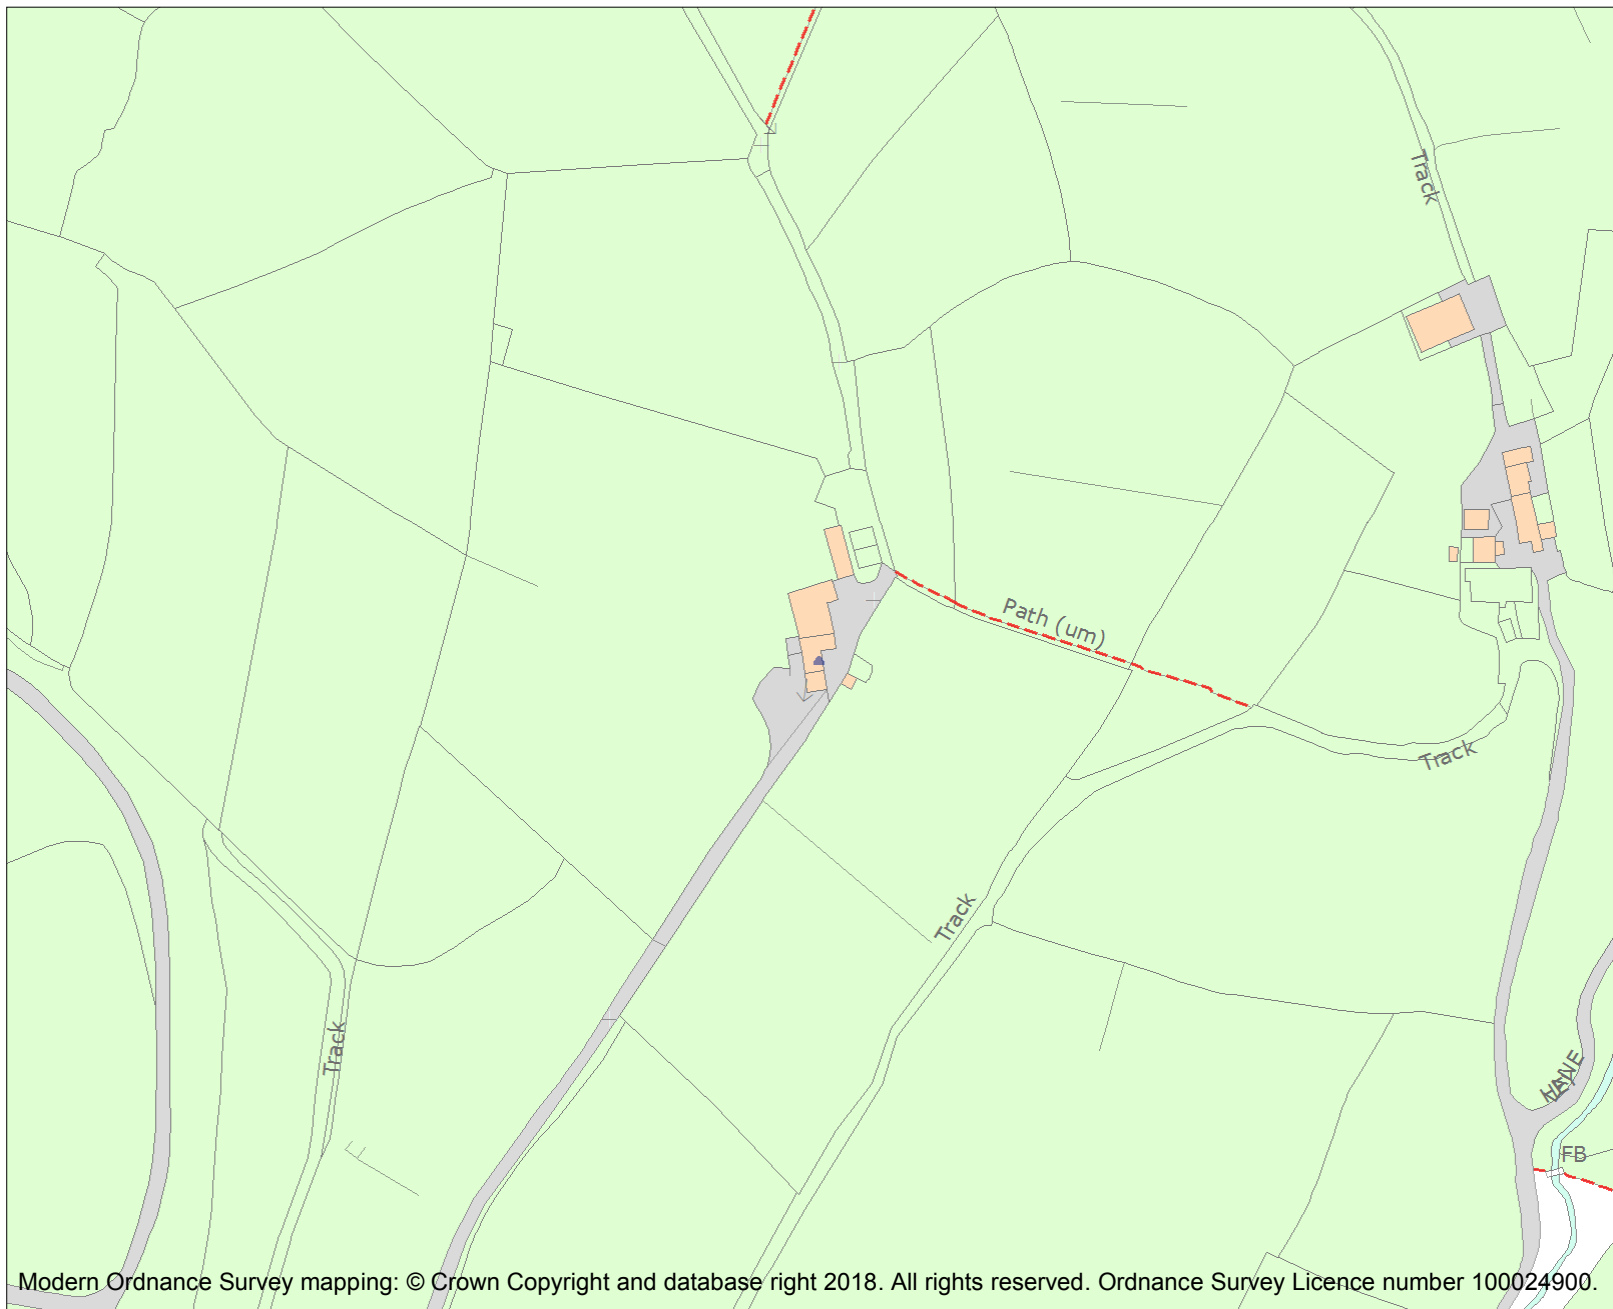 Track
Path (um)
Track
Track
Track
LANE
FB
Modern Ordnance Survey mapping: © Crown Copyright and database right 2018. All rights reserved. Ordnance Survey Licence number 100024900.